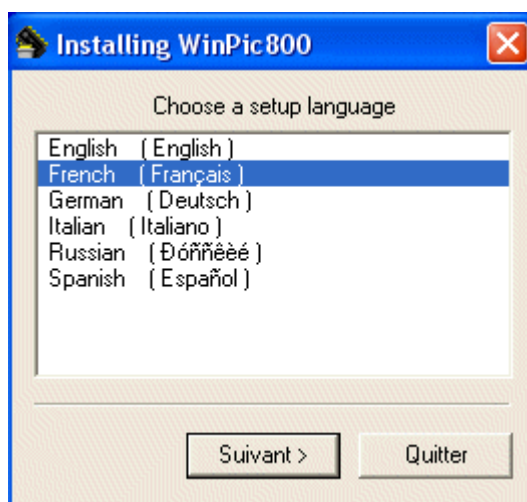 Installing WinPic800
Choose a setup language
English ( English )
French ( Français )
German ( Deutsch )
Italian ( Italiano )
Russian ( Ðóññêèé )
Spanish ( Español )
Suivant >
Quitter